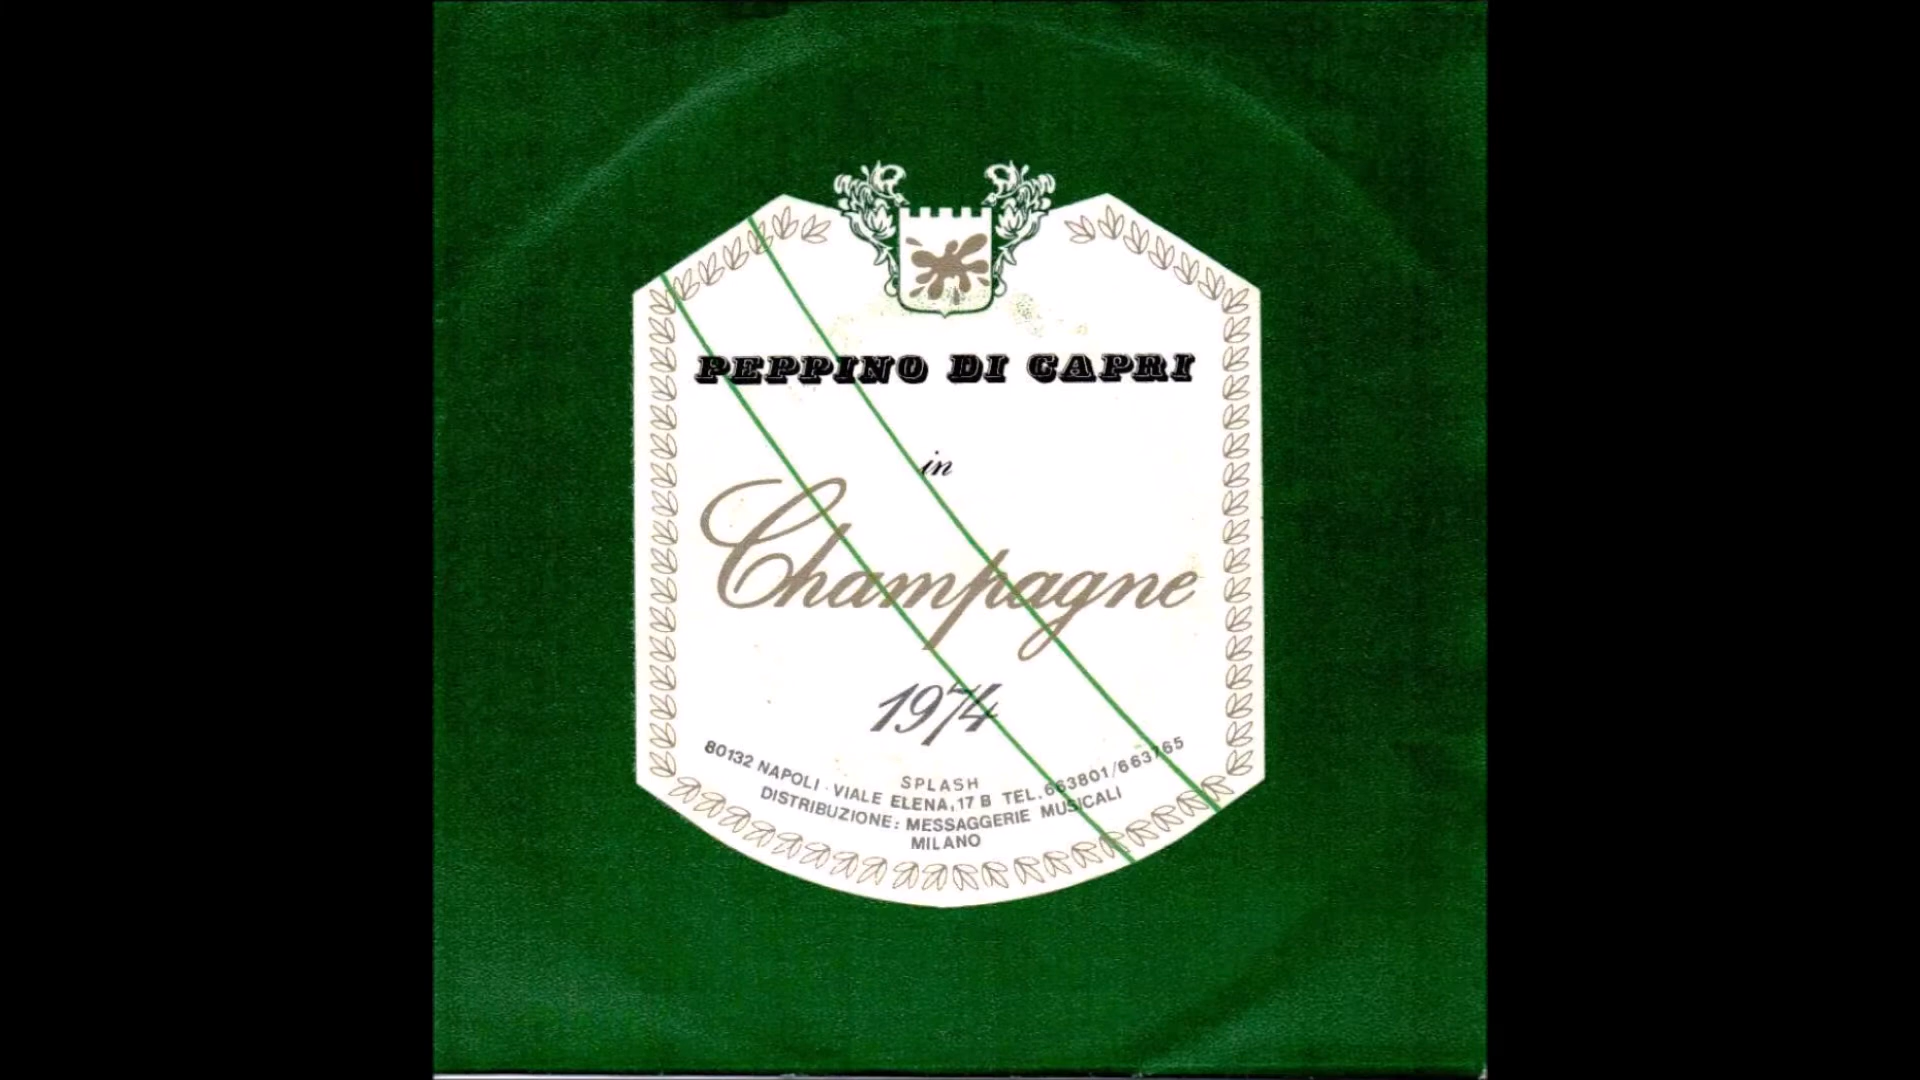 PEPPINO DI CAPRI
in
Champagne
1974
SPLASH
80132 NAPOLI - VIALE ELENA, 17 B TEL. 663801/663765
DISTRIBUZIONE: MESSAGGERIE MUSICALI
MILANO